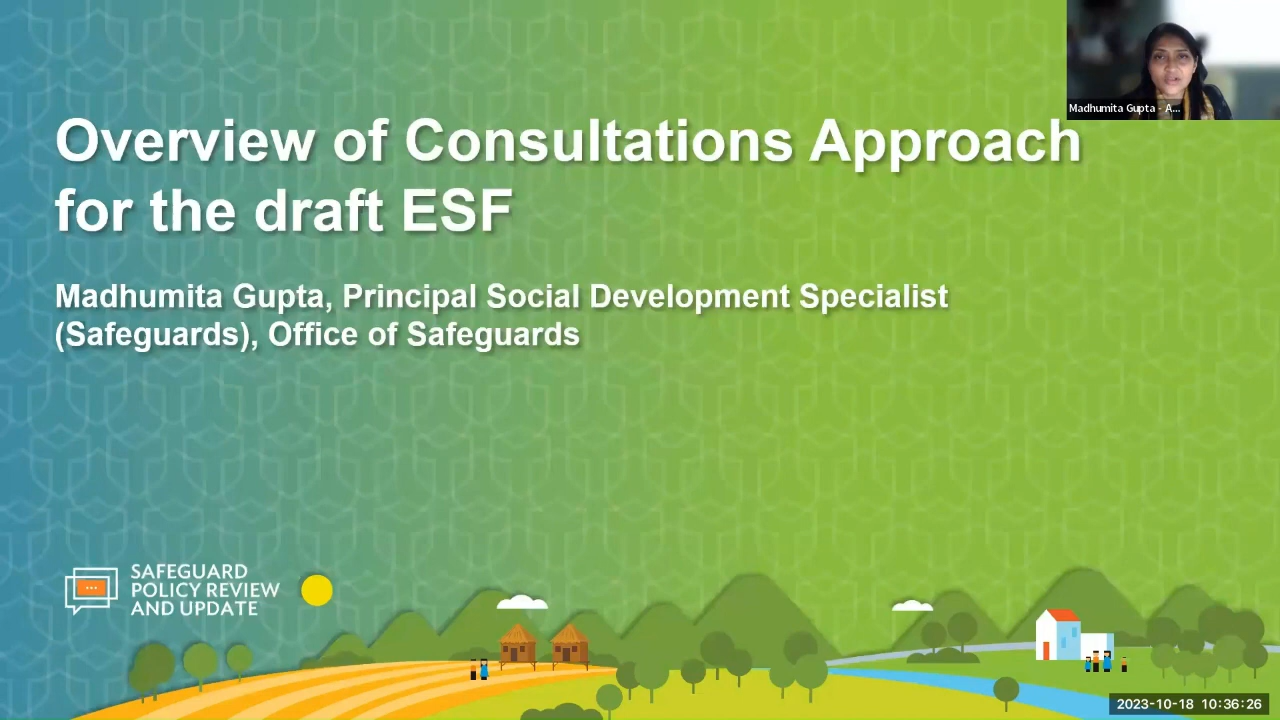 Madhumita Gupta - A...
Overview of Consultations Approach
for the draft ESF
Madhumita Gupta, Principal Social Development Specialist
(Safeguards), Office of Safeguards
SAFEGUARD
POLICY REVIEW
AND UPDATE
2023-10-18 10:36:26